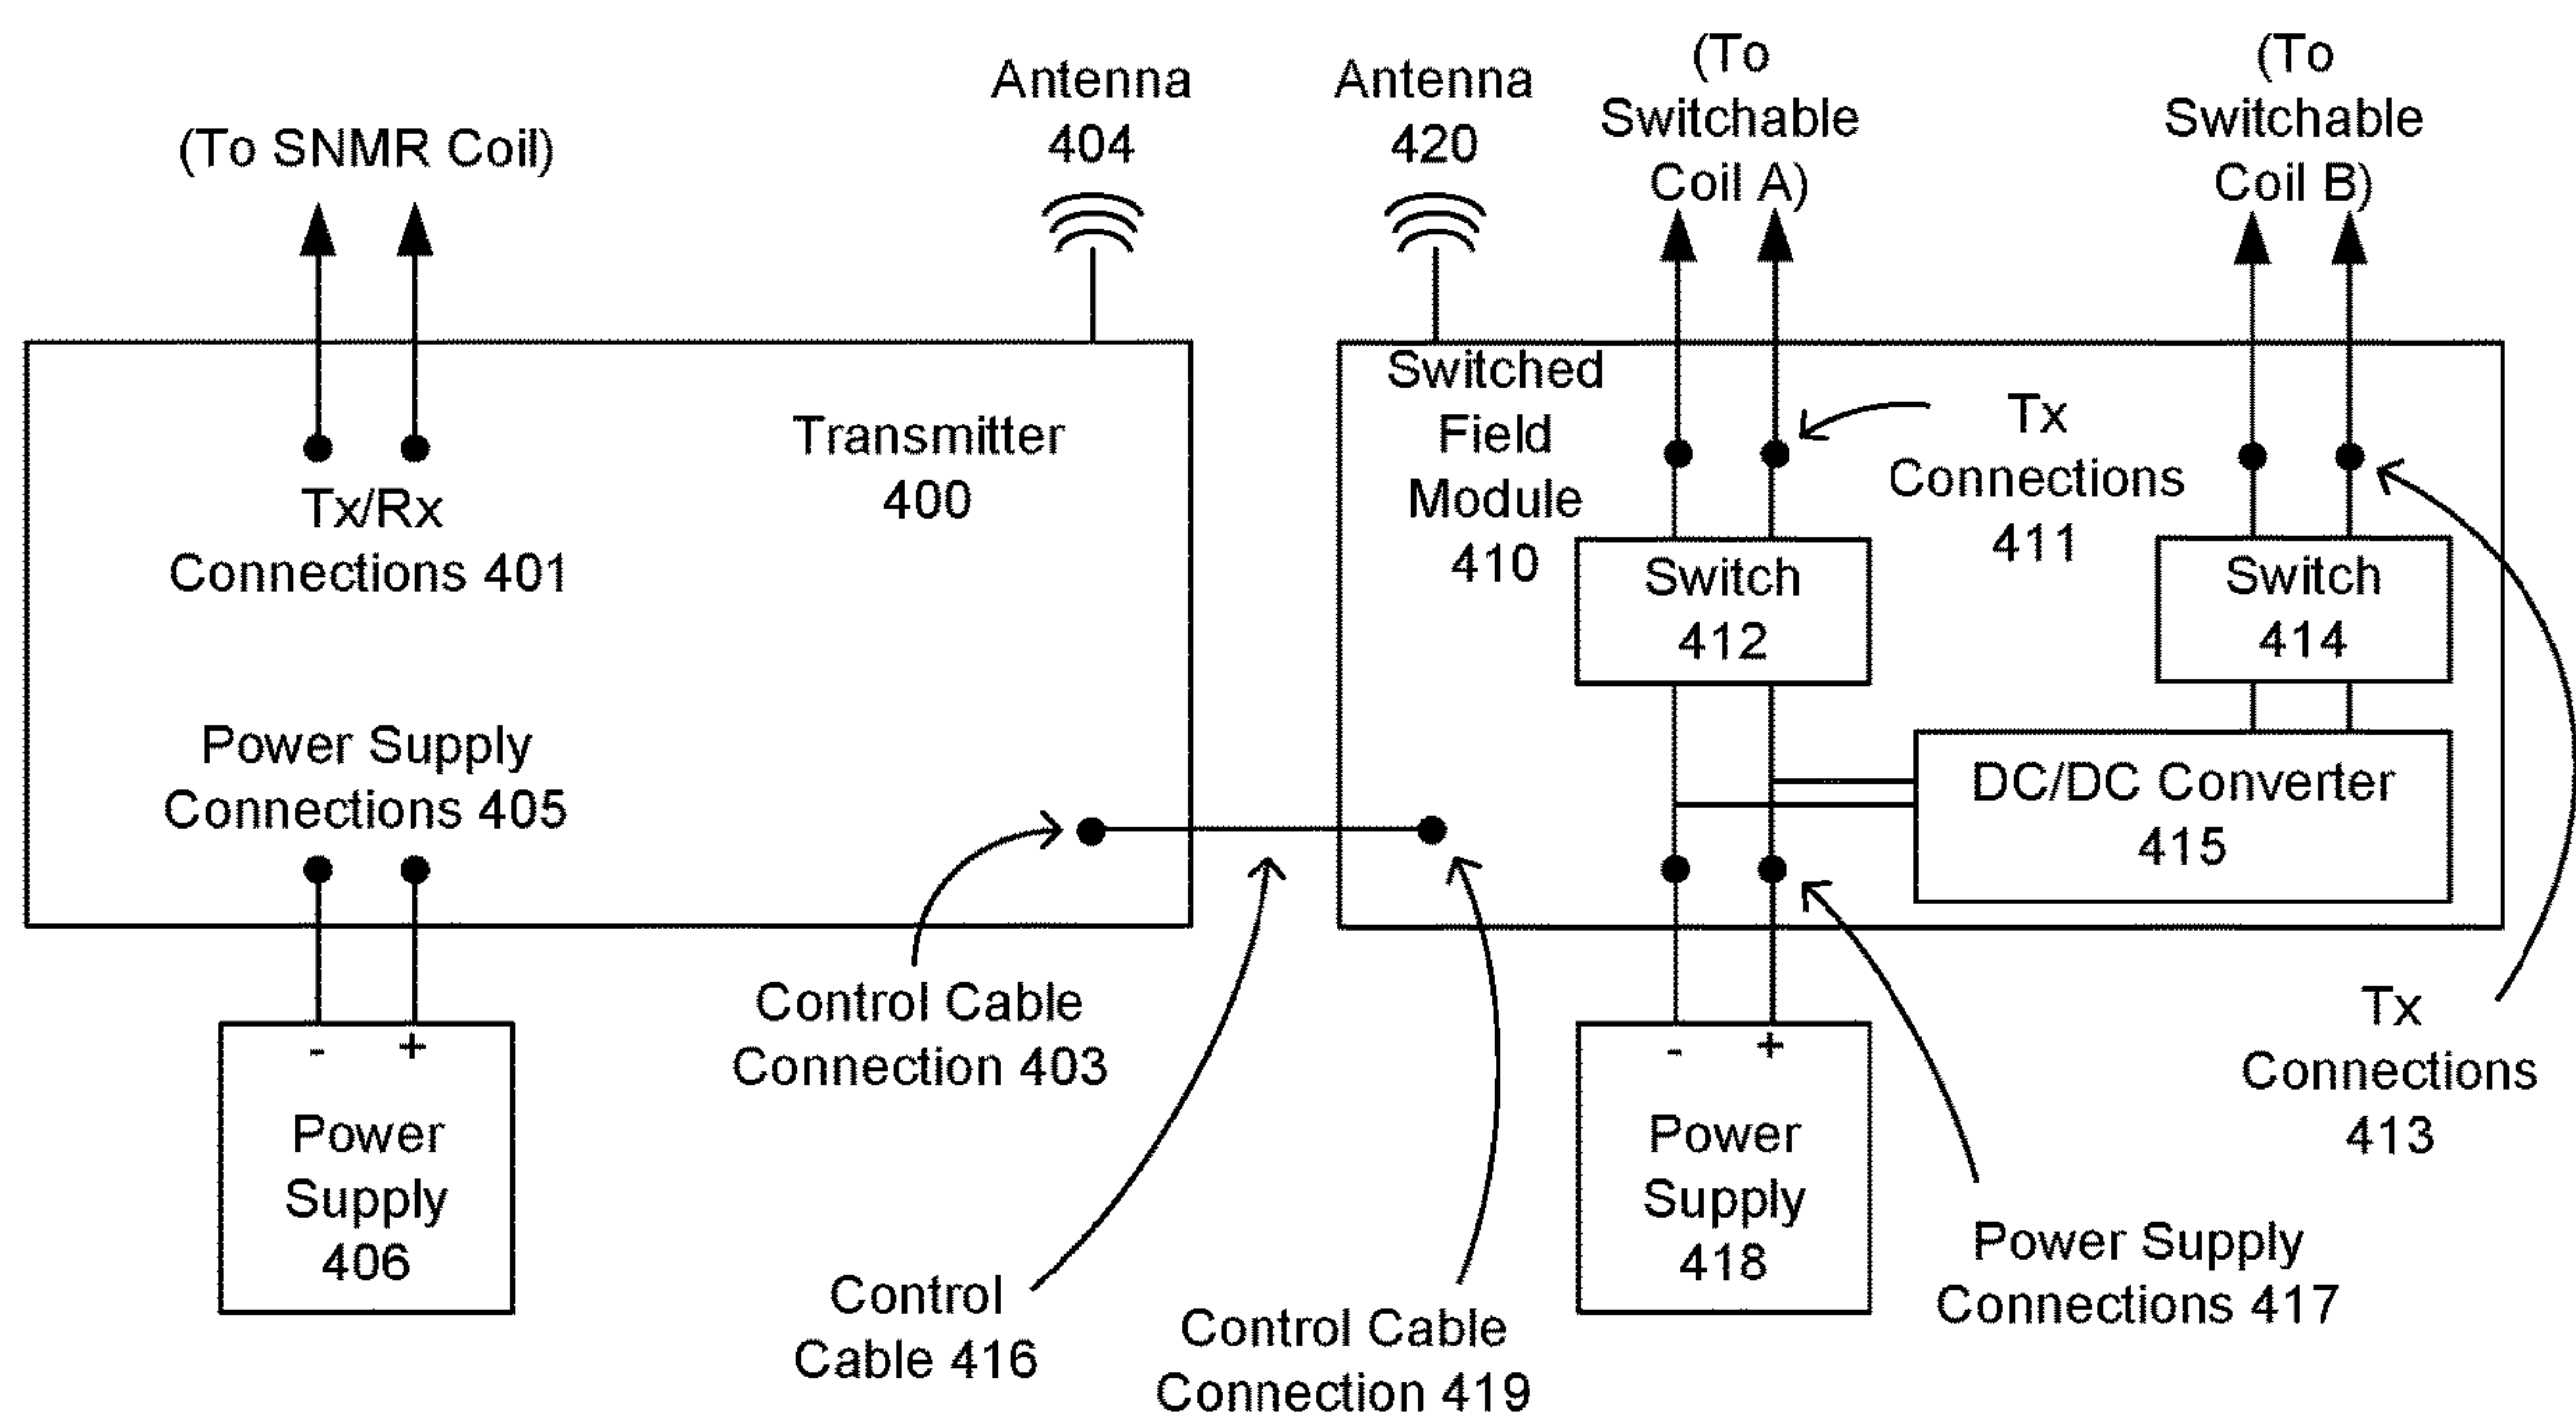 (To SNMR Coil)
Antenna
404
Antenna
420
(To
Switchable
Coil A)
(To
Switchable
Coil B)
Transmitter
400
Tx/Rx
Connections 401
Power Supply
Connections 405
Switched
Field
Module
410
Tx
Connections
411
Switch
412
Switch
414
DC/DC Converter
415
Control Cable
Connection 403
- +
Power
Supply
406
Control
Cable 416
Control Cable
Connection 419
- +
Power
Supply
418
Power Supply
Connections 417
Tx
Connections
413